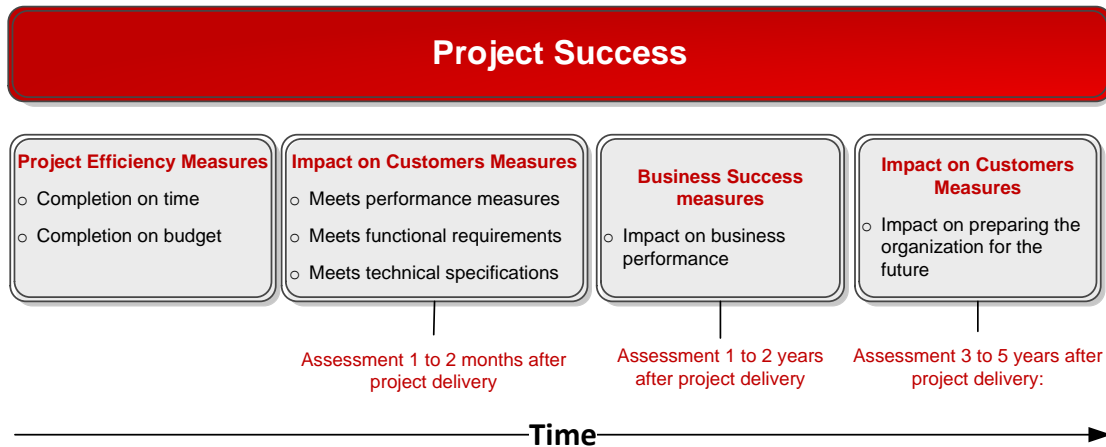 Project Success
Project Efficiency Measures
○ Completion on time
○ Completion on budget
Impact on Customers Measures
○ Meets performance measures
○ Meets functional requirements
○ Meets technical specifications
Business Success
measures
○ Impact on business
performance
Impact on Customers
Measures
○ Impact on preparing the
organization for the
future
Assessment 1 to 2 months after
project delivery
Assessment 1 to 2 years
after project delivery
Assessment 3 to 5 years after
project delivery:
Time